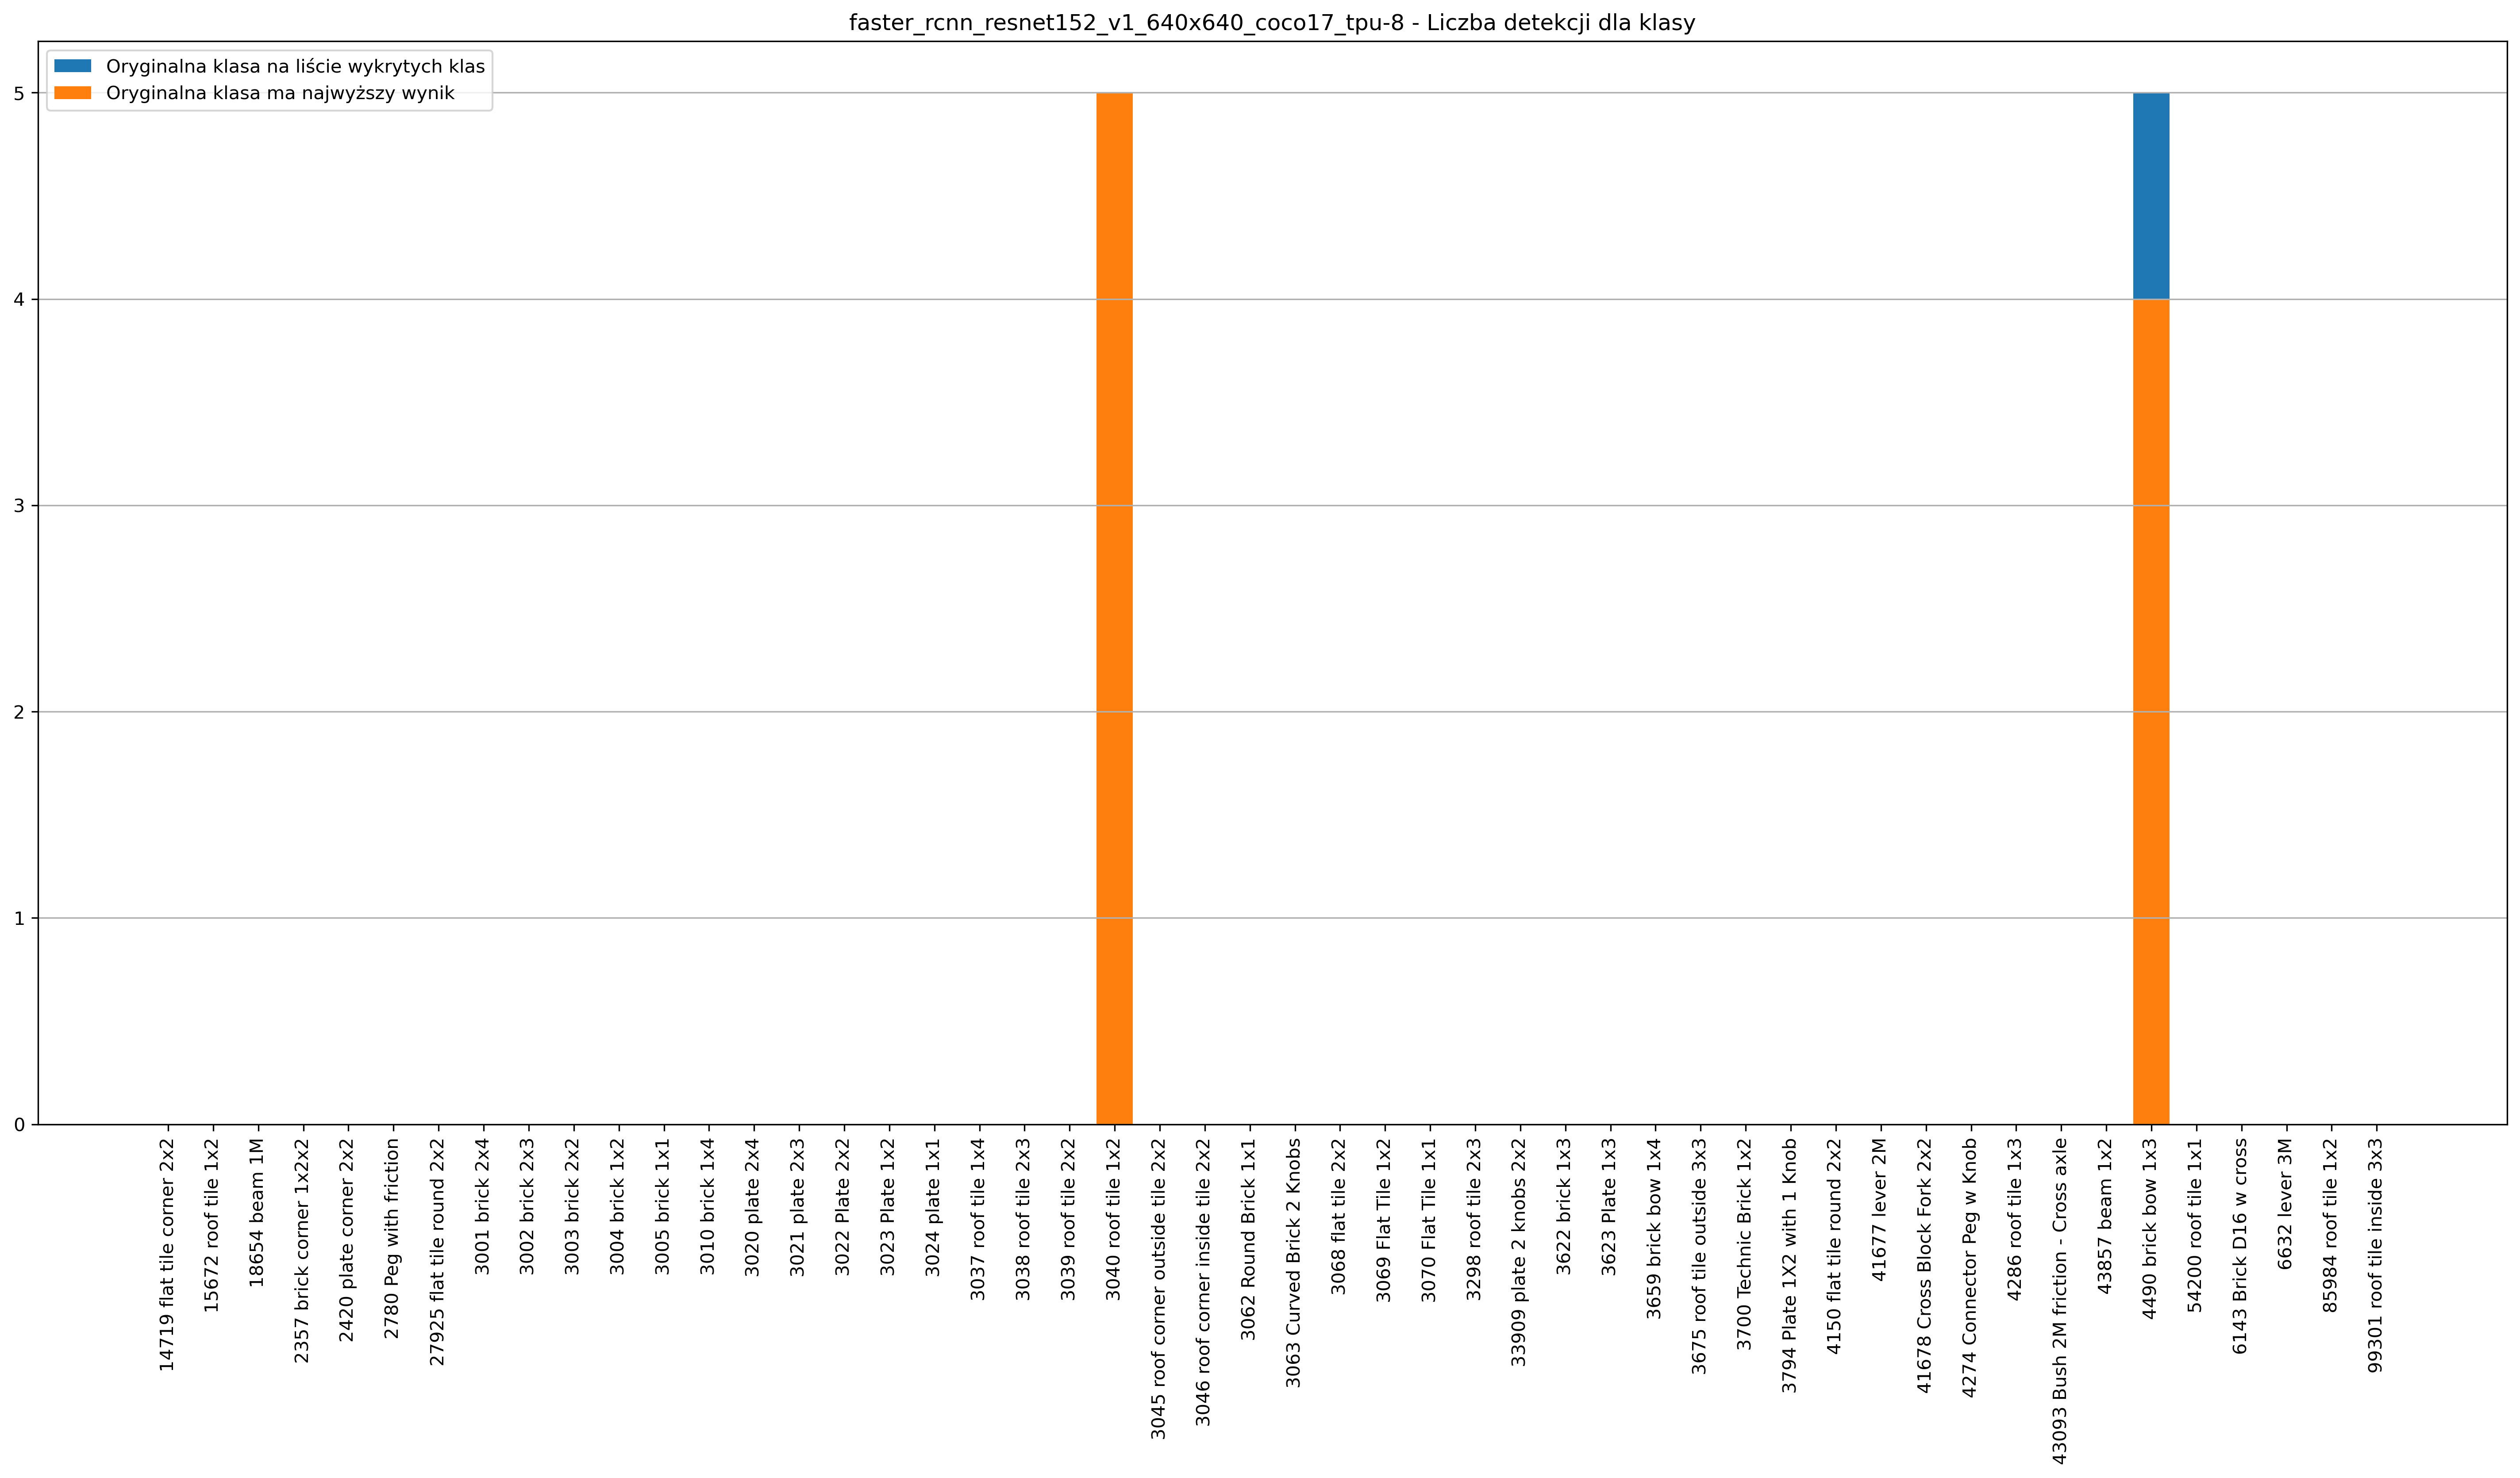 faster_rcnn_resnet152_v1_640x640_coco17_tpu-8 - Liczba detekcji dla klasy
Oryginalna klasa na liście wykrytych klas
Oryginalna klasa ma najwyższy wynik
5
4
3
2
1
0
14719 flat tile corner 2x2
15672 roof tile 1x2
18654 beam 1M
2357 brick corner 1x2x2
2420 plate corner 2x2
2780 Peg with friction
27925 flat tile round 2x2
3001 brick 2x4
3002 brick 2x3
3003 brick 2x2
3004 brick 1x2
3005 brick 1x1
3010 brick 1x4
3020 plate 2x4
3021 plate 2x3
3022 Plate 2x2
3023 Plate 1x2
3024 plate 1x1
3037 roof tile 1x4
3038 roof tile 2x3
3039 roof tile 2x2
3040 roof tile 1x2
3045 roof corner outside tile 2x2
3046 roof corner inside tile 2x2
3062 Round Brick 1x1
3063 Curved Brick 2 Knobs
3068 flat tile 2x2
3069 Flat Tile 1x2
3070 Flat Tile 1x1
3298 roof tile 2x3
33909 plate 2 knobs 2x2
3622 brick 1x3
3623 Plate 1x3
3659 brick bow 1x4
3675 roof tile outside 3x3
3700 Technic Brick 1x2
3794 Plate 1X2 with 1 Knob
4150 flat tile round 2x2
41677 lever 2M
41678 Cross Block Fork 2x2
4274 Connector Peg w Knob
4286 roof tile 1x3
43093 Bush 2M friction - Cross axle
43857 beam 1x2
4490 brick bow 1x3
54200 roof tile 1x1
6143 Brick D16 w cross
6632 lever 3M
85984 roof tile 1x2
99301 roof tile inside 3x3